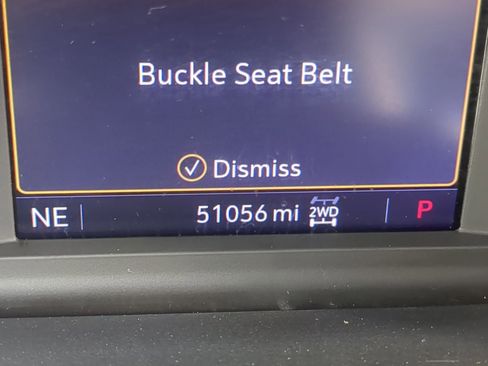 Buckle Seat Belt
Dismiss
NE 51056 mi 2WD P